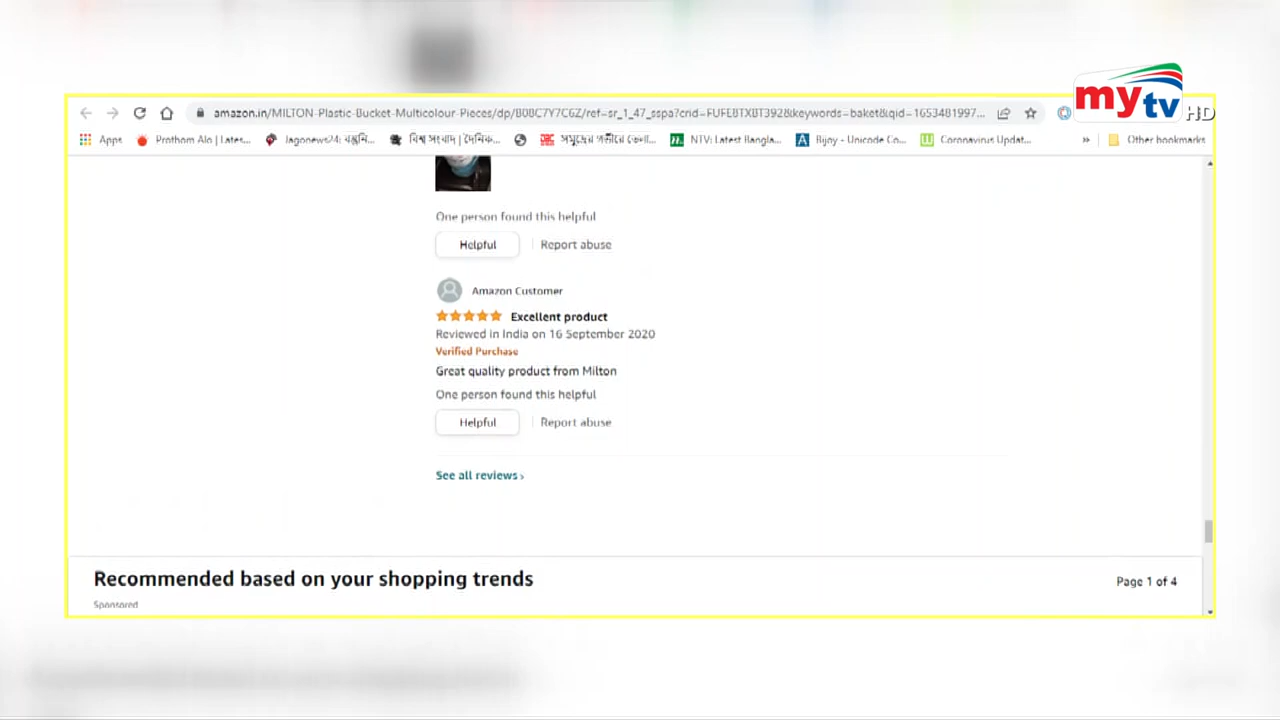 mytv HD
amazon.in/MILTON-Plastic-Bucket-Multicolour-Pieces/dp/B08C7Y7C6Z/ref=sr_1_47_sspa?crid=FUFEBTXBT392&keywords=baket&qid=1653481997...
Apps Prothom Alo | Lates... Jagonews24: বস্তুনি... বিশ্ব সংবাদ | দৈনিক... সমুদ্রের গভীরে কোনা... NTV: Latest Bangla... Bijoy - Unicode Co... Coronavirus Updat... » Other bookmarks
One person found this helpful
Helpful | Report abuse
Amazon Customer
Excellent product
Reviewed in India on 16 September 2020
Verified Purchase
Great quality product from Milton
One person found this helpful
Helpful | Report abuse
See all reviews ›
Recommended based on your shopping trends Page 1 of 4
Sponsored